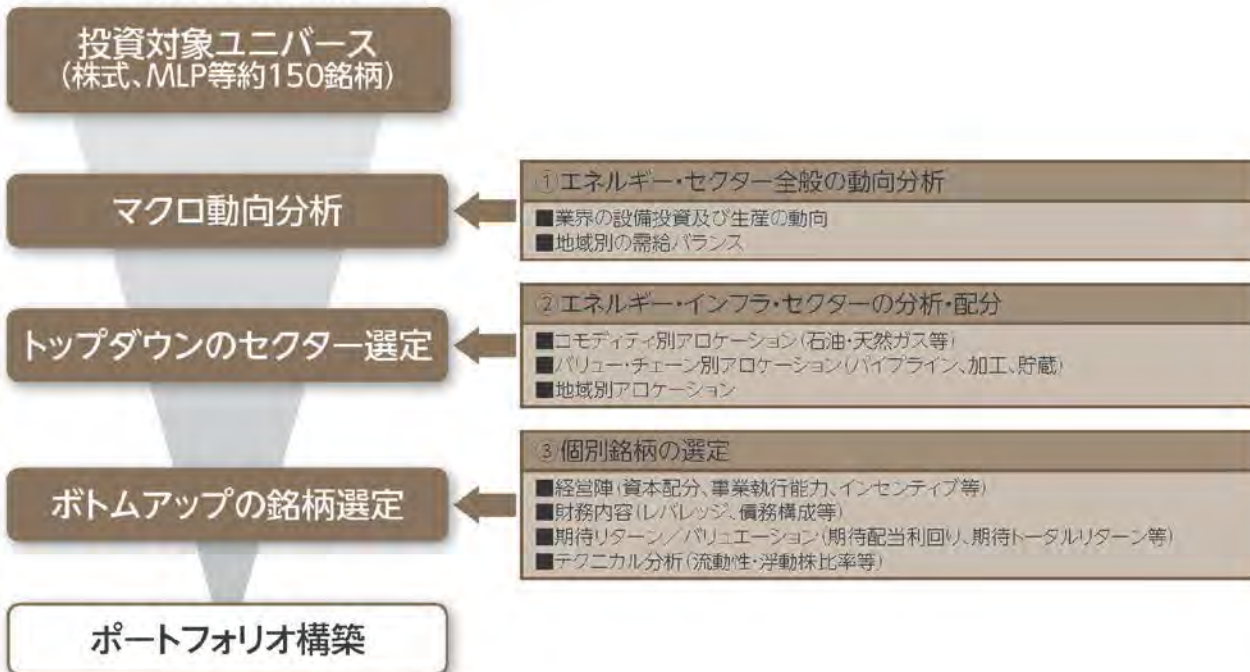 投資対象ユニバース
(株式、MLP等約150銘柄)
マクロ動向分析
①エネルギー・セクター全般の動向分析
■業界の設備投資及び生産の動向
■地域別の需給バランス
トップダウンのセクター選定
②エネルギー・インフラ・セクターの分析・配分
■コモディティ別アロケーション(石油・天然ガス等)
■バリュー・チェーン別アロケーション(パイプライン、加工、貯蔵)
■地域別アロケーション
ボトムアップの銘柄選定
③個別銘柄の選定
■経営陣(資本配分、事業執行能力、インセンティブ等)
■財務内容(レバレッジ、債務構成等)
■期待リターン/バリュエーション(期待配当利回り、期待トータルリターン等)
■テクニカル分析(流動性・浮動株比率等)
ポートフォリオ構築